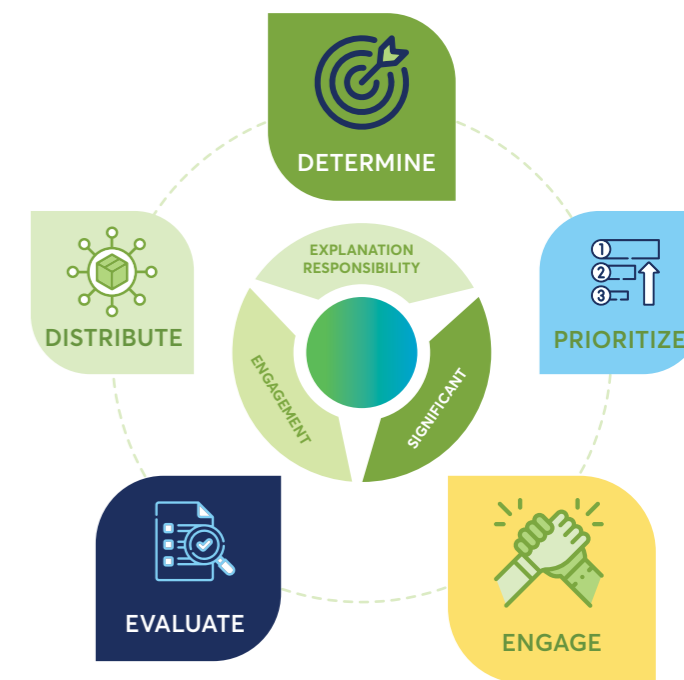 DETERMINE
EXPLANATION
RESPONSIBILITY
1
2
3
DISTRIBUTE
PRIORITIZE
ENGAGEMENT
SIGNIFICANT
EVALUATE
ENGAGE